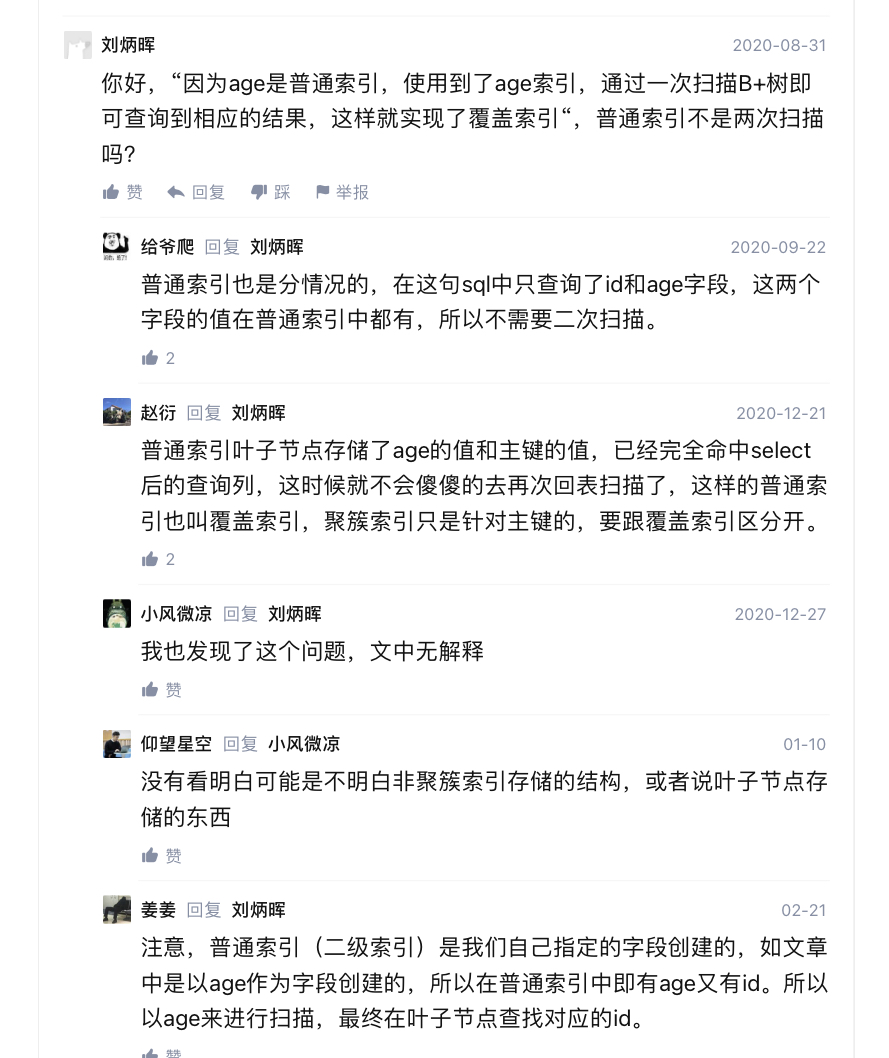 刘炳晖 2020-08-31
你好，“因为age是普通索引，使用到了age索引，通过一次扫描B+树即
可查询到相应的结果，这样就实现了覆盖索引“，普通索引不是两次扫描
吗?
赞 回复 踩 举报
给爷爬 回复 刘炳晖 2020-09-22
普通索引也是分情况的，在这句sql中只查询了id和age字段，这两个
字段的值在普通索引中都有，所以不需要二次扫描。
2
赵衍 回复 刘炳晖 2020-12-21
普通索引叶子节点存储了age的值和主键的值，已经完全命中select
后的查询列，这时候就不会傻傻的去再次回表扫描了，这样的普通索
引也叫覆盖索引，聚簇索引只是针对主键的，要跟覆盖索引区分开。
2
小风微凉 回复 刘炳晖 2020-12-27
我也发现了这个问题，文中无解释
赞
仰望星空 回复 小风微凉 01-10
没有看明白可能是不明白非聚簇索引存储的结构，或者说叶子节点存
储的东西
赞
姜姜 回复 刘炳晖 02-21
注意，普通索引（二级索引）是我们自己指定的字段创建的，如文章
中是以age作为字段创建的，所以在普通索引中即有age又有id。所以
以age来进行扫描，最终在叶子节点查找对应的id。
赞